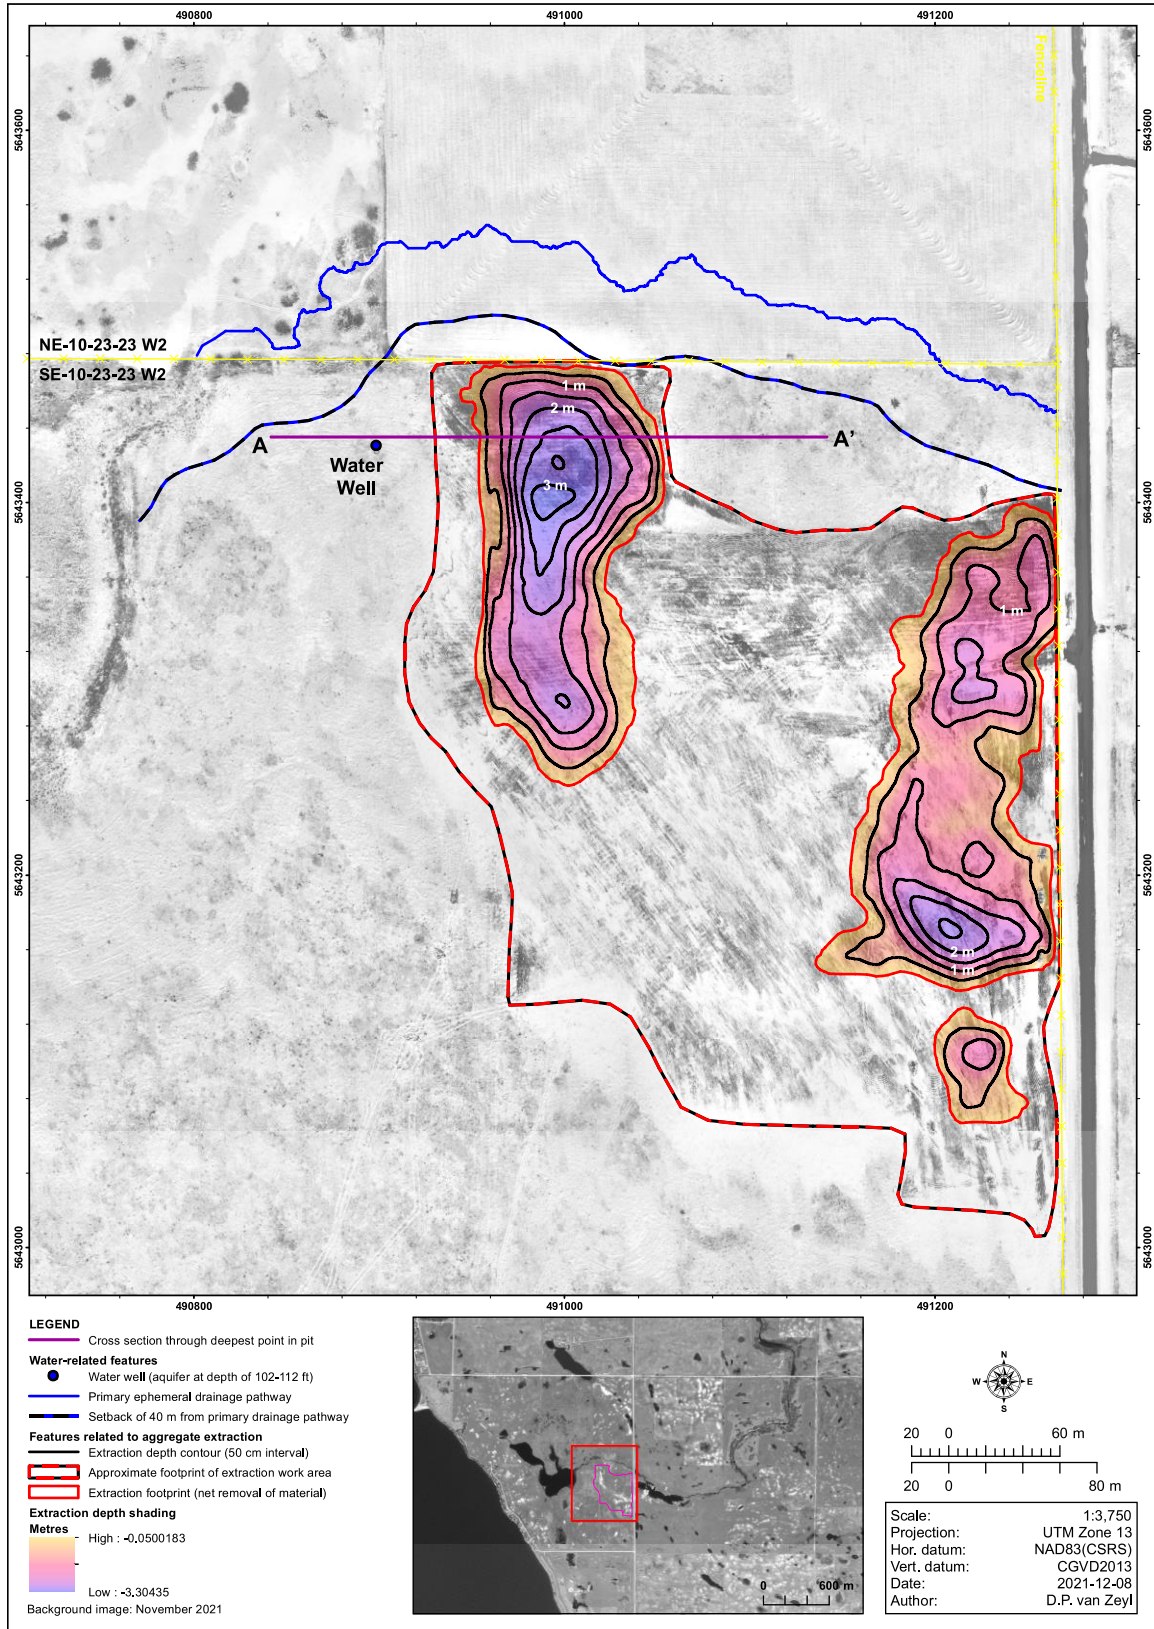 490800
491000
491200
5643600
5643600
Fenceline
NE-10-23-23 W2
SE-10-23-23 W2
1 m
2 m
A
A'
Water
Well
3 m
5643400
5643400
1 m
5643200
5643200
2 m
1 m
5643000
5643000
490800
491000
491200
LEGEND
Cross section through deepest point in pit
Water-related features
Water well (aquifer at depth of 102-112 ft)
Primary ephemeral drainage pathway
Setback of 40 m from primary drainage pathway
Features related to aggregate extraction
Extraction depth contour (50 cm interval)
Approximate footprint of extraction work area
Extraction footprint (net removal of material)
Extraction depth shading
Metres
High : -0.0500183
Low : -3.30435
Background image: November 2021
0 600 m
N
W E
S
20 0 60 m
20 0 80 m
Scale: 1:3,750
Projection: UTM Zone 13
Hor. datum: NAD83(CSRS)
Vert. datum: CGVD2013
Date: 2021-12-08
Author: D.P. van Zeyl